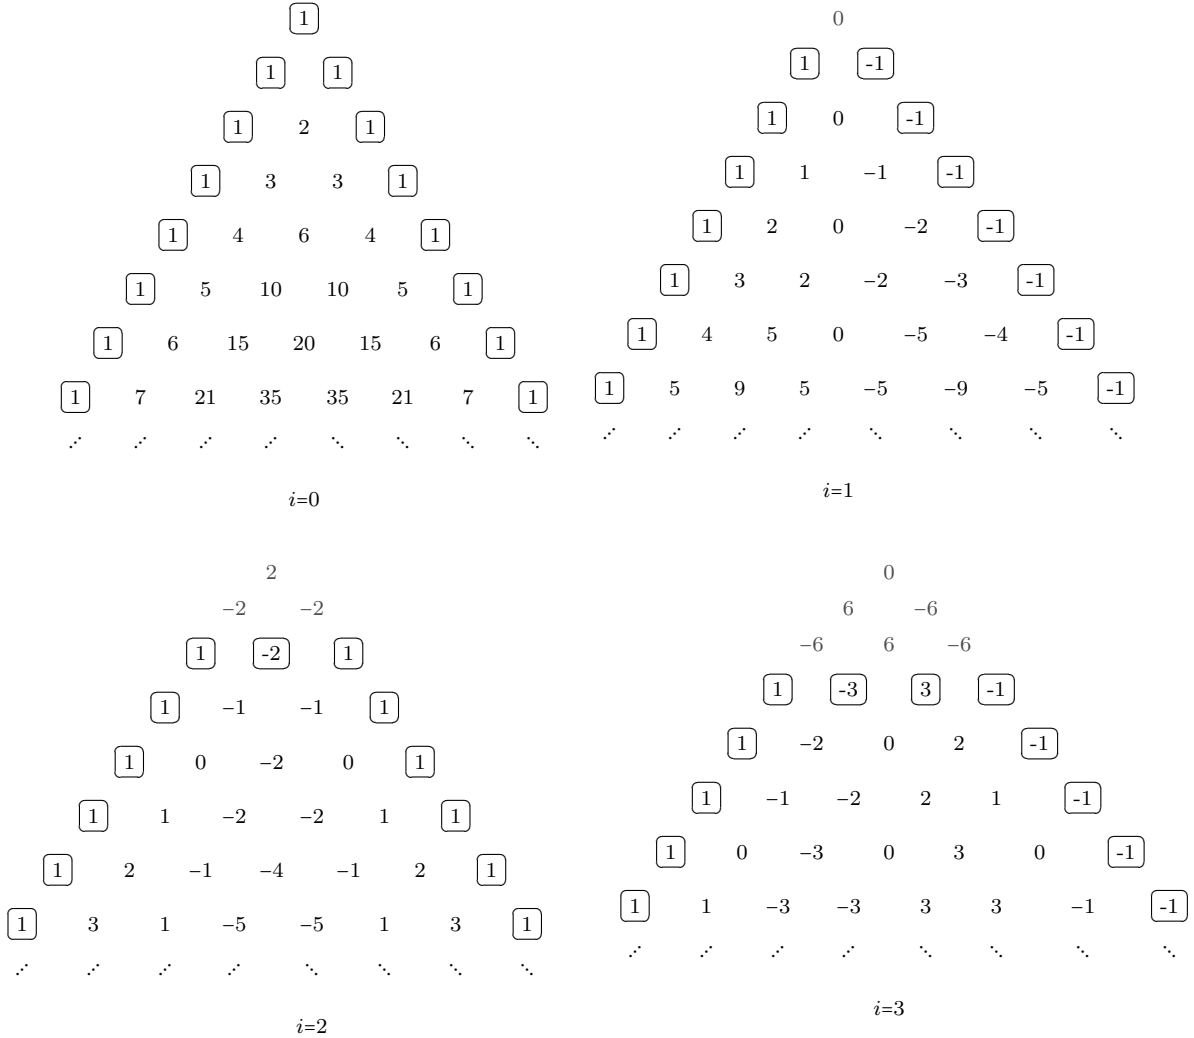 1
1 1
1 2 1
1 3 3 1
1 4 6 4 1
1 5 10 10 5 1
1 6 15 20 15 6 1
1 7 21 35 35 21 7 1
⋰ ⋰ ⋰ ⋰ ⋱ ⋱ ⋱ ⋱
i=0
0
1 -1
1 0 -1
1 1 −1 -1
1 2 0 −2 -1
1 3 2 −2 −3 -1
1 4 5 0 −5 −4 -1
1 5 9 5 −5 −9 −5 -1
⋰ ⋰ ⋰ ⋰ ⋱ ⋱ ⋱ ⋱
i=1
2
−2 −2
1 -2 1
1 −1 −1 1
1 0 −2 0 1
1 1 −2 −2 1 1
1 2 −1 −4 −1 2 1
1 3 1 −5 −5 1 3 1
⋰ ⋰ ⋰ ⋰ ⋱ ⋱ ⋱ ⋱
i=2
0
6 −6
−6 6 −6
1 -3 3 -1
1 −2 0 2 -1
1 −1 −2 2 1 -1
1 0 −3 0 3 0 -1
1 1 −3 −3 3 3 −1 -1
⋰ ⋰ ⋰ ⋰ ⋱ ⋱ ⋱ ⋱
i=3